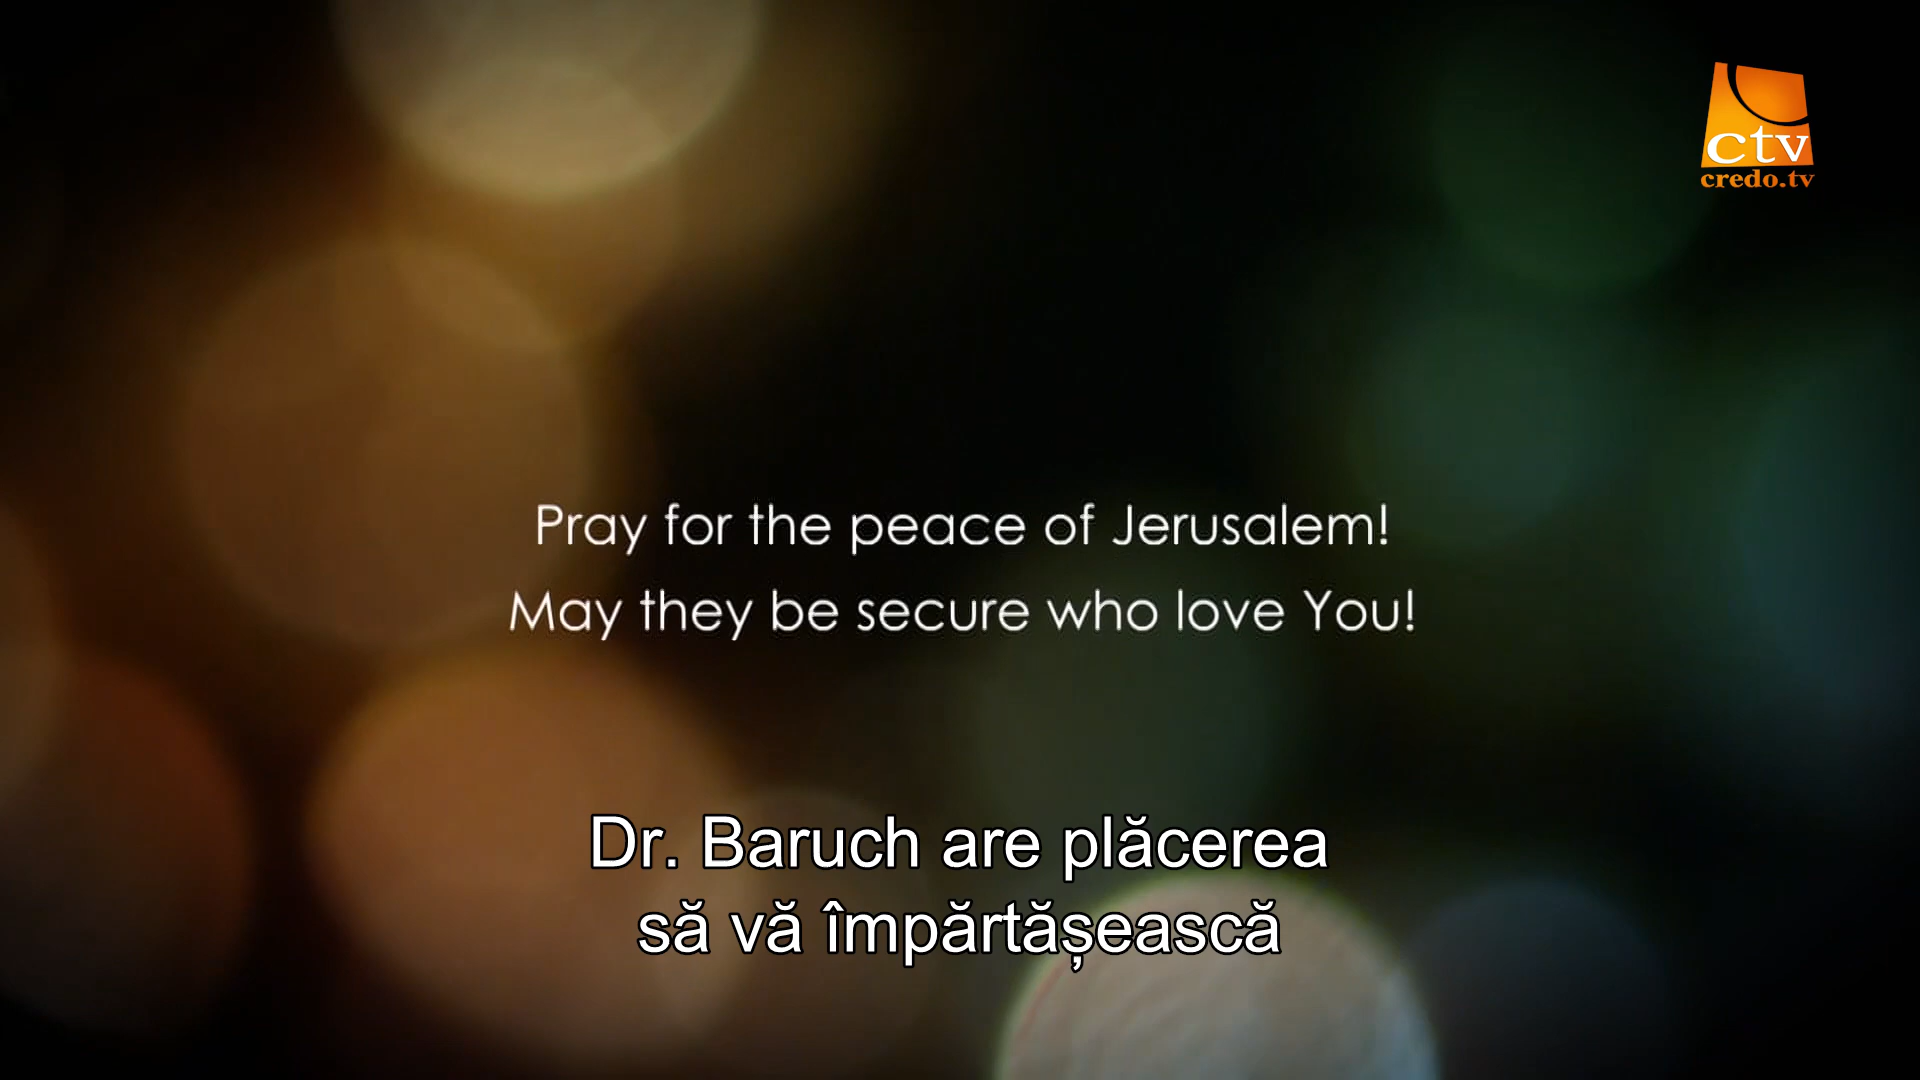 ctv
credo.tv
Pray for the peace of Jerusalem!
May they be secure who love You!
Dr. Baruch are plăcerea
să vă împărtășească